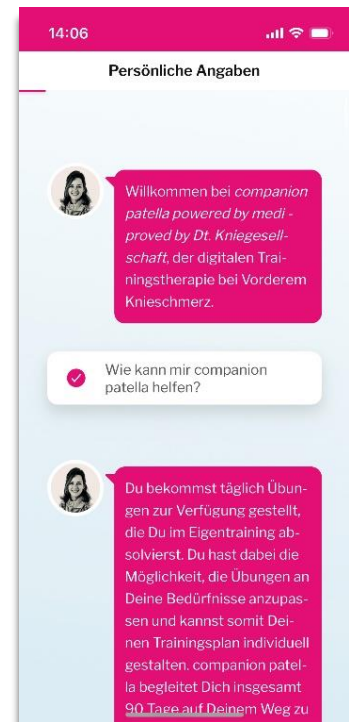 14:06
Persönliche Angaben
Willkommen bei companion
patella powered by medi -
proved by Dt. Kniegesell-
schaft, der digitalen Trai-
ningstherapie bei Vorderem
Knieschmerz.
Wie kann mir companion
patella helfen?
Du bekommst täglich Übun-
gen zur Verfügung gestellt,
die Du im Eigentraining ab-
solvierst. Du hast dabei die
Möglichkeit, die Übungen an
Deine Bedürfnisse anzupas-
sen und kannst somit Dei-
nen Trainingsplan individuell
gestalten. companion patel-
la begleitet Dich insgesamt
90 Tage auf Deinem Weg zu